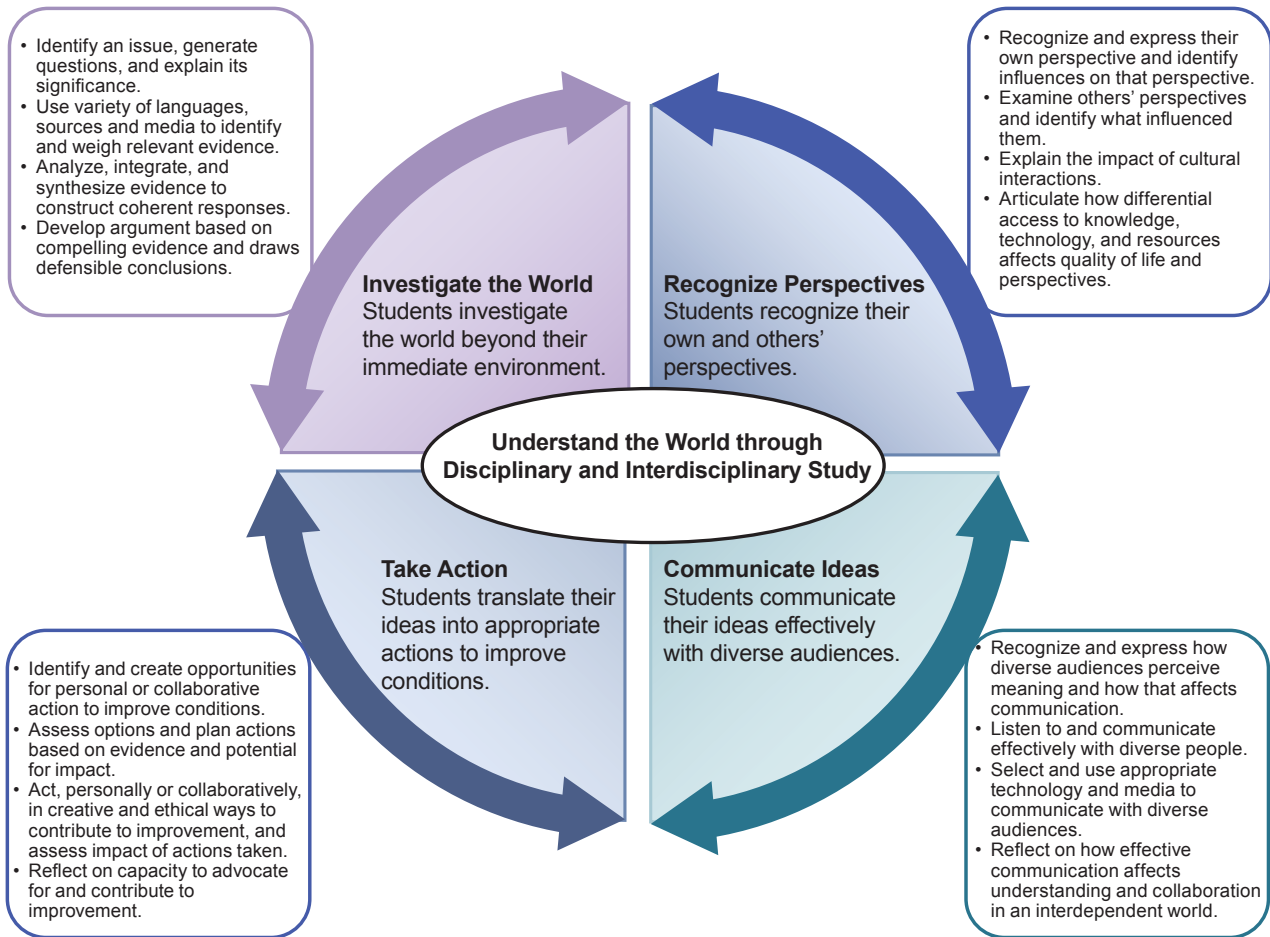 • Identify an issue, generate
questions, and explain its
significance.
• Use variety of languages,
sources and media to identify
and weigh relevant evidence.
• Analyze, integrate, and
synthesize evidence to
construct coherent responses.
• Develop argument based on
compelling evidence and draws
defensible conclusions.
• Recognize and express their
own perspective and identify
influences on that perspective.
• Examine others’ perspectives
and identify what influenced
them.
• Explain the impact of cultural
interactions.
• Articulate how differential
access to knowledge,
technology, and resources
affects quality of life and
perspectives.
Investigate the World
Students investigate
the world beyond their
immediate environment.
Recognize Perspectives
Students recognize their
own and others’
perspectives.
Understand the World through
Disciplinary and Interdisciplinary Study
Take Action
Students translate their
ideas into appropriate
actions to improve
conditions.
Communicate Ideas
Students communicate
their ideas effectively
with diverse audiences.
• Identify and create opportunities
for personal or collaborative
action to improve conditions.
• Assess options and plan actions
based on evidence and potential
for impact.
• Act, personally or collaboratively,
in creative and ethical ways to
contribute to improvement, and
assess impact of actions taken.
• Reflect on capacity to advocate
for and contribute to
improvement.
• Recognize and express how
diverse audiences perceive
meaning and how that affects
communication.
• Listen to and communicate
effectively with diverse people.
• Select and use appropriate
technology and media to
communicate with diverse
audiences.
• Reflect on how effective
communication affects
understanding and collaboration
in an interdependent world.